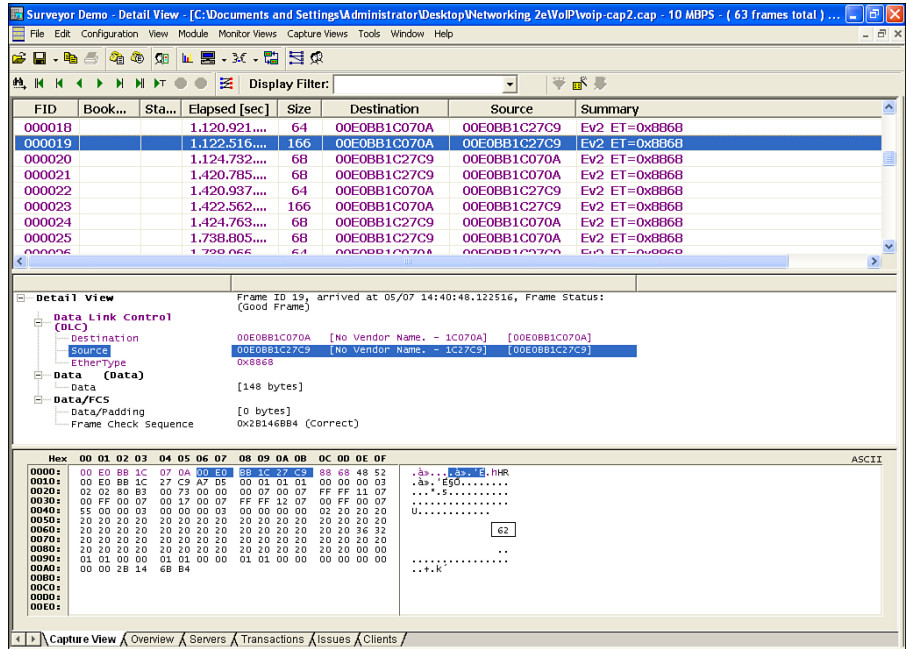 Surveyor Demo - Detail View - [C:\Documents and Settings\Administrator\Desktop\Networking 2e\VoIP\voip-cap2.cap - 10 MBPS - ( 63 frames total ) ...
File Edit Configuration View Module Monitor Views Capture Views Tools Window Help
Display Filter:
FID Book... Sta... Elapsed [sec] Size Destination Source Summary
000018 1.120.921.... 64 00E0BB1C070A 00E0BB1C27C9 Ev2 ET=0x8868
000019 1.122.516.... 166 00E0BB1C070A 00E0BB1C27C9 Ev2 ET=0x8868
000020 1.124.732.... 68 00E0BB1C27C9 00E0BB1C070A Ev2 ET=0x8868
000021 1.420.785.... 68 00E0BB1C27C9 00E0BB1C070A Ev2 ET=0x8868
000022 1.420.937.... 64 00E0BB1C070A 00E0BB1C27C9 Ev2 ET=0x8868
000023 1.422.562.... 166 00E0BB1C070A 00E0BB1C27C9 Ev2 ET=0x8868
000024 1.424.763.... 68 00E0BB1C27C9 00E0BB1C070A Ev2 ET=0x8868
000025 1.738.805.... 68 00E0BB1C27C9 00E0BB1C070A Ev2 ET=0x8868
Detail View Frame ID 19, arrived at 05/07 14:40:48.122516, Frame Status:
(Good Frame)
Data Link Control
(DLC)
Destination 00E0BB1C070A [No Vendor Name. - 1C070A] [00E0BB1C070A]
Source 00E0BB1C27C9 [No Vendor Name. - 1C27C9] [00E0BB1C27C9]
EtherType 0x8868
Data (Data)
Data [148 bytes]
Data/FCS
Data/Padding [0 bytes]
Frame Check Sequence 0x2B146BB4 (Correct)
Hex 00 01 02 03 04 05 06 07 08 09 0A 0B 0C 0D 0E 0F ASCII
0000: 00 E0 BB 1C 07 0A 00 E0 BB 1C 27 C9 88 68 48 52 .à»....à».'É.hHR
0010: 00 E0 BB 1C 27 C9 A7 D5 00 01 01 01 00 00 00 03 .à».'É§Õ........
0020: 02 02 80 B3 00 73 00 00 00 07 00 07 FF FF 11 07
0030: 00 FF 00 07 00 17 00 07 FF FF 12 07 00 FF 00 07
0040: 55 00 00 03 00 00 00 03 00 00 00 00 02 20 20 20 U............
0050: 20 20 20 20 20 20 20 20 20 20 20 20 20 20 20 20
0060: 20 20 20 20 20 20 20 20 20 20 20 20 20 20 36 32 62
0070: 20 20 20 20 20 20 20 20 20 20 20 20 20 20 20 20
0080: 20 20 20 20 20 20 20 20 20 20 20 20 20 20 00 00 ..
0090: 01 01 00 00 01 01 00 00 01 01 00 00 00 00 00 00 ................
00A0: 00 00 2B 14 6B B4 ..+.k´
00B0:
00C0:
00D0:
00E0:
Capture View Overview Servers Transactions Issues Clients